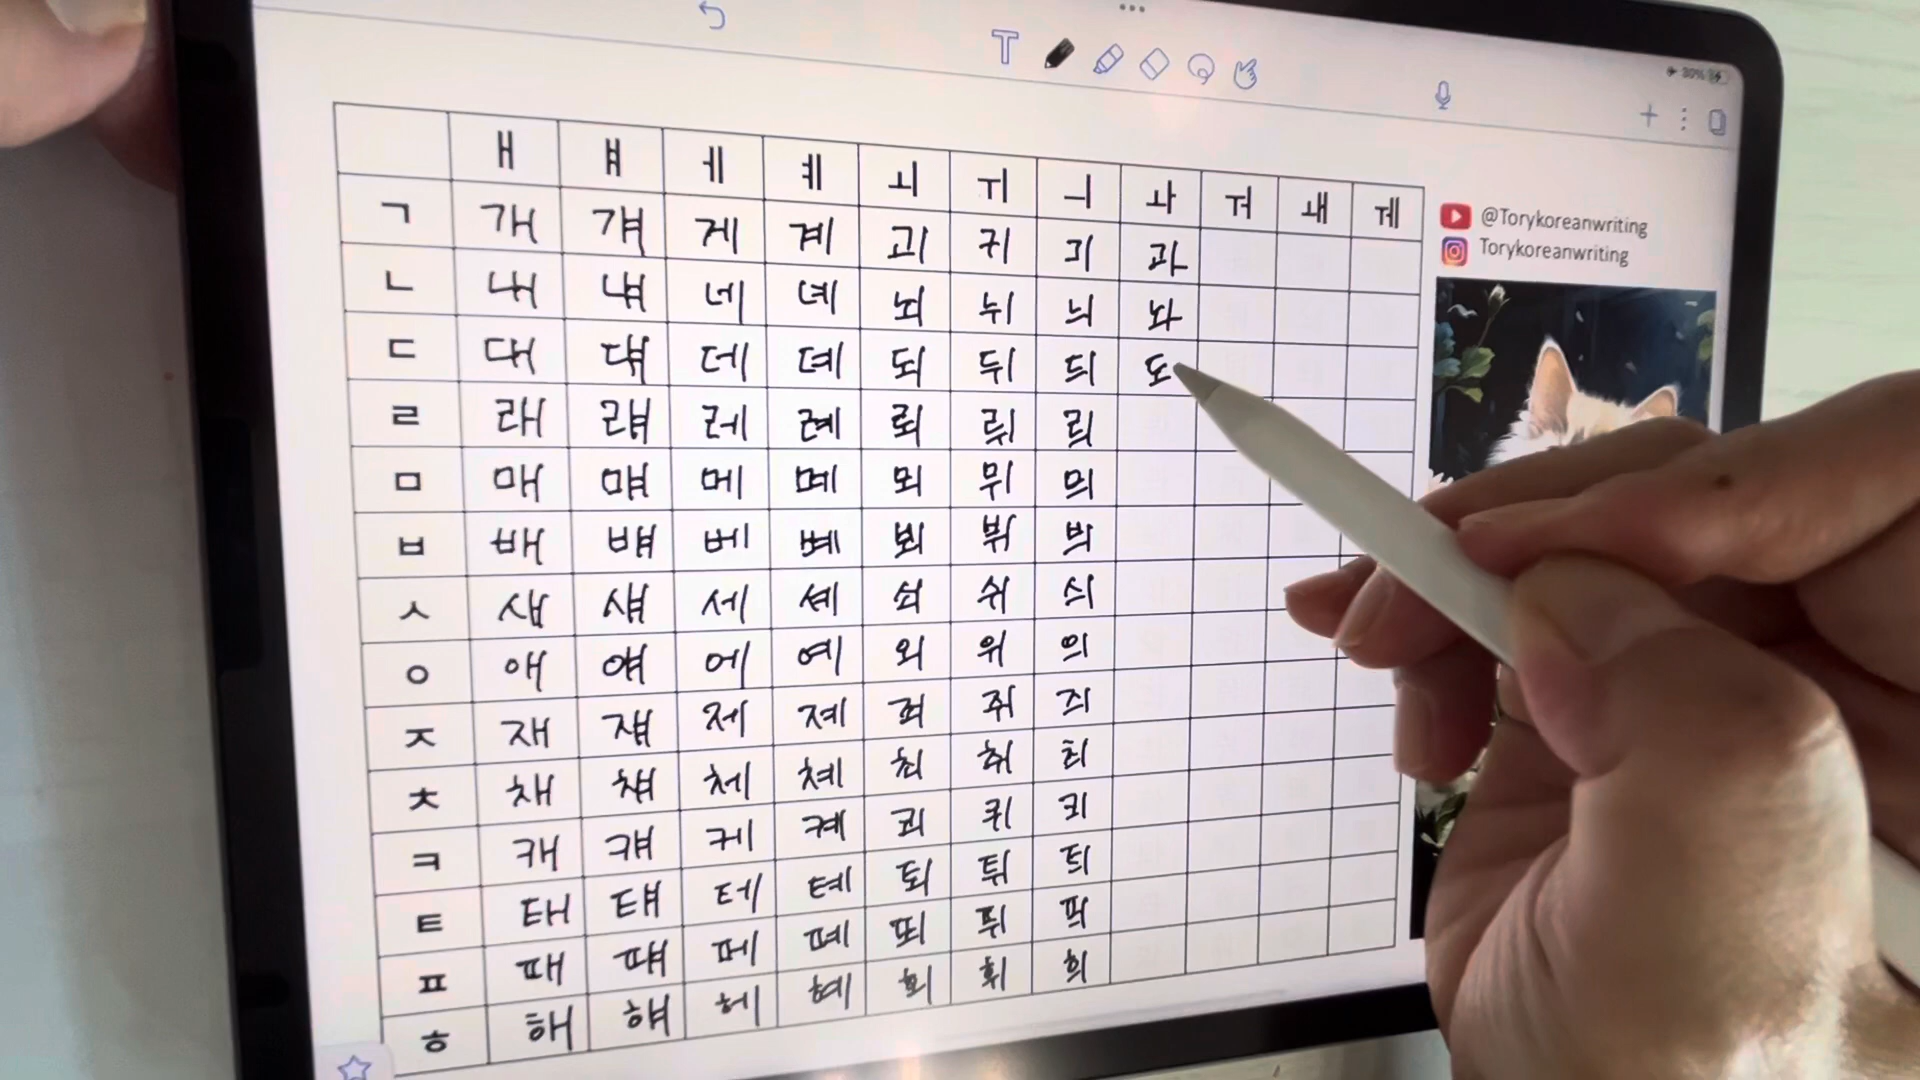 T
30%
ㅐ ㅒ ㅔ ㅖ ㅚ ㅟ ㅢ ㅘ ㅝ ㅙ ㅞ
@Torykoreanwriting
Torykoreanwriting
ㄱ 개 걔 게 계 괴 귀 긔 과
ㄴ 내 냬 네 녜 뇌 뉘 늬 놔
ㄷ 대 댸 데 뎨 되 뒤 듸 도
ㄹ 래 럐 레 례 뢰 뤼 릐
ㅁ 매 먜 메 몌 뫼 뮈 믜
ㅂ 배 뱨 베 볘 뵈 뷔 븨
ㅅ 새 섀 세 셰 쇠 쉬 싀
ㅇ 애 얘 에 예 외 위 의
ㅈ 재 쟤 제 졔 죄 쥐 즤
ㅊ 채 챼 체 쳬 최 취 츼
ㅋ 캐 컈 케 켸 쾨 퀴 킈
ㅌ 태 턔 테 톄 퇴 튀 틔
ㅍ 패 퍠 페 폐 푀 퓌 픠
ㅎ 해 햬 헤 혜 회 휘 희